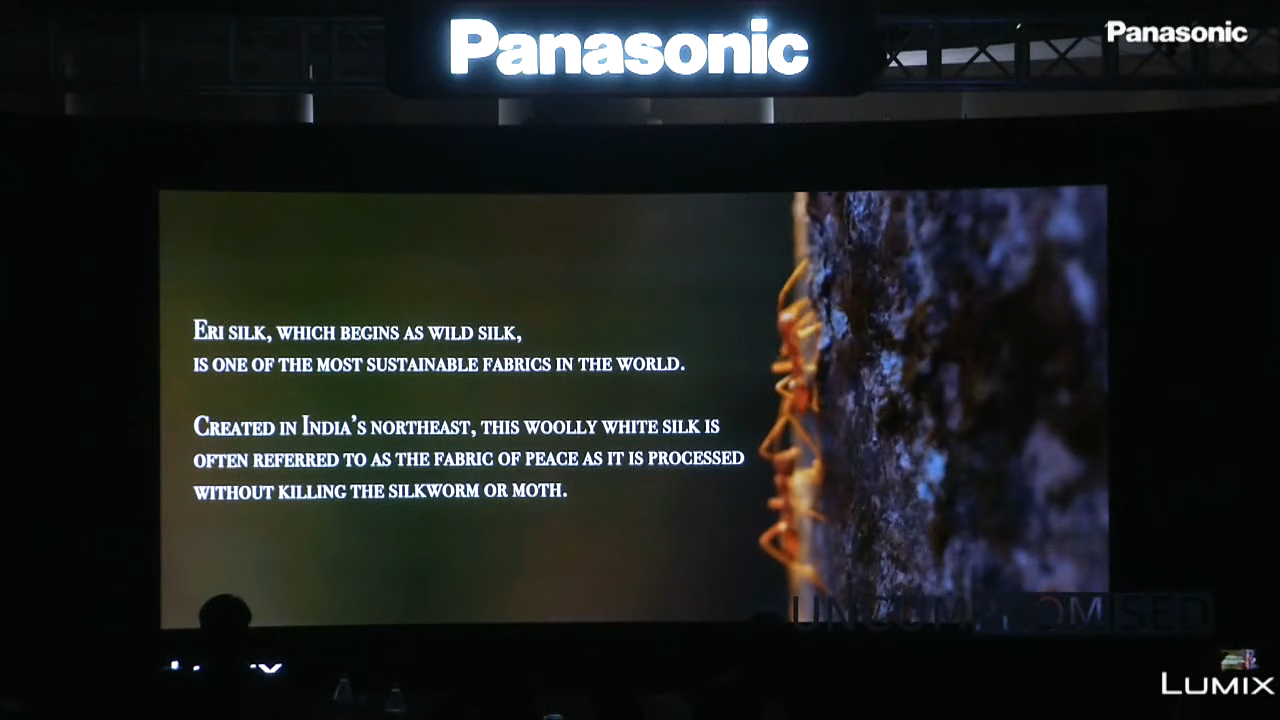 Panasonic
Panasonic
ERI SILK, WHICH BEGINS AS WILD SILK,
IS ONE OF THE MOST SUSTAINABLE FABRICS IN THE WORLD.
CREATED IN INDIA'S NORTHEAST, THIS WOOLLY WHITE SILK IS
OFTEN REFERRED TO AS THE FABRIC OF PEACE AS IT IS PROCESSED
WITHOUT KILLING THE SILKWORM OR MOTH.
UNCOMPROMISED
LUMIX